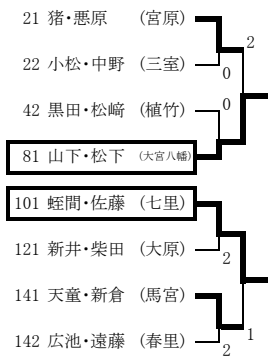 21 猪・悪原 (宮原)
2
22 小松・中野 (三室)
0
42 黒田・松﨑 (植竹)
0
81 山下・松下 (大宮八幡)
101 蛭間・佐藤 (七里)
121 新井・柴田 (大原)
2
141 天童・新倉 (馬宮)
1
142 広池・遠藤 (春里)
2